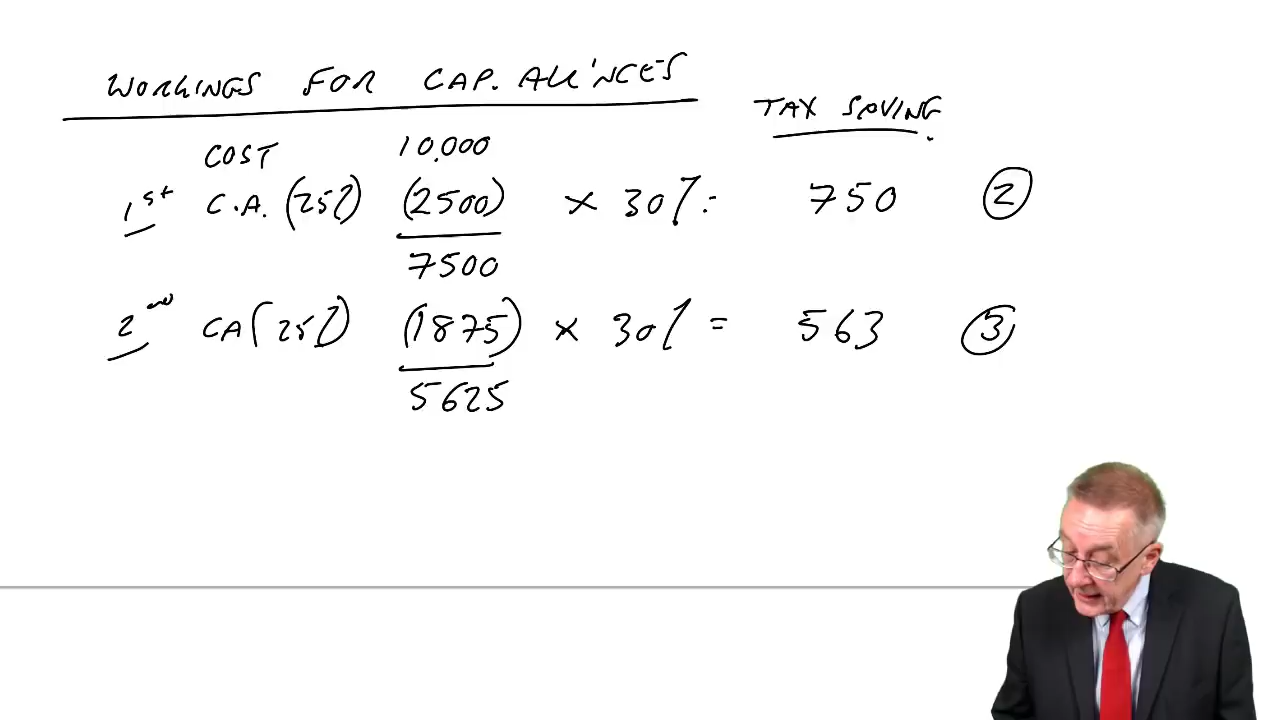 WORKINGS FOR CAP. ALL'NCES
TAX SAVING
COST 10,000
1st C.A. (25%) (2500) × 30% = 750 2
7500
2nd CA (25%) (1875) × 30% = 563 3
5625